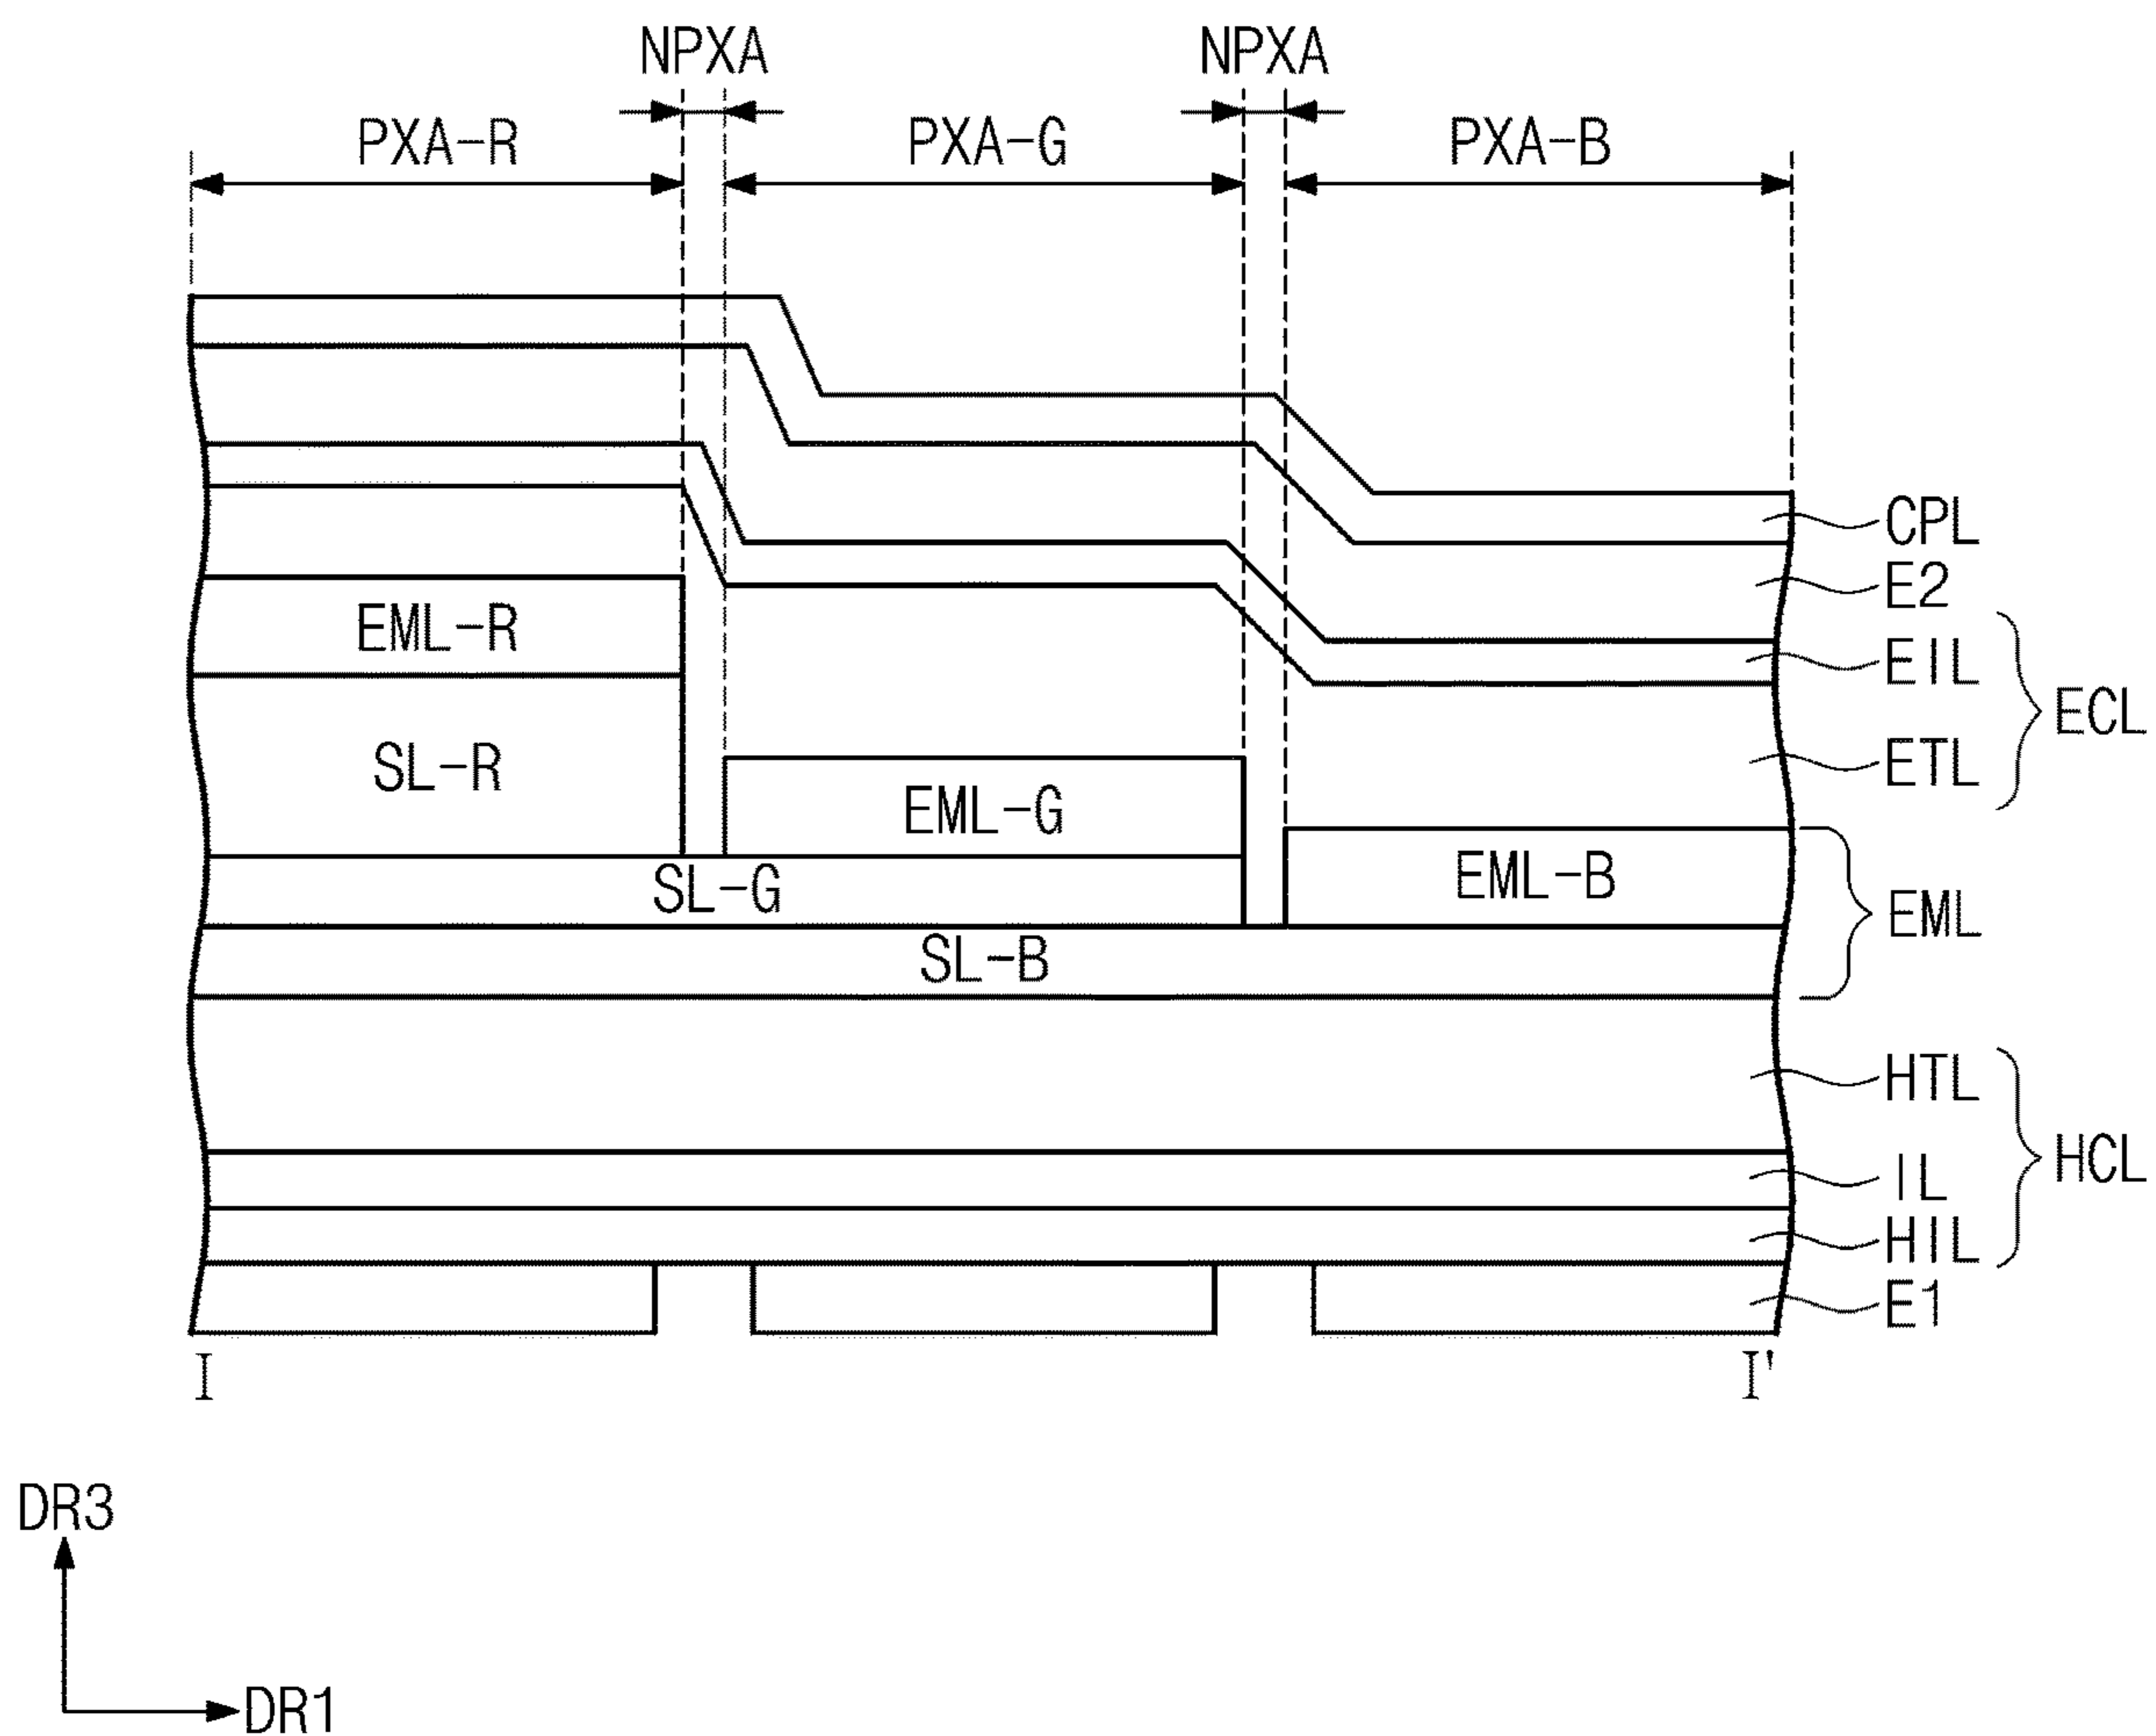 NPXA NPXA
PXA-R PXA-G PXA-B
CPL
E2
EML-R
EIL
ECL
SL-R
ETL
EML-G
EML-B
SL-G
EML
SL-B
HTL
HCL
IL
HIL
E1
I I'
DR3
DR1